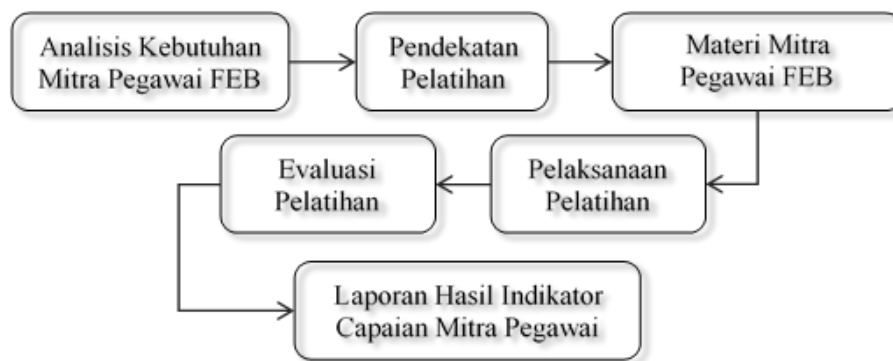 Analisis Kebutuhan
Mitra Pegawai FEB
Pendekatan
Pelatihan
Materi Mitra
Pegawai FEB
Pelaksanaan
Pelatihan
Evaluasi
Pelatihan
Laporan Hasil Indikator
Capaian Mitra Pegawai